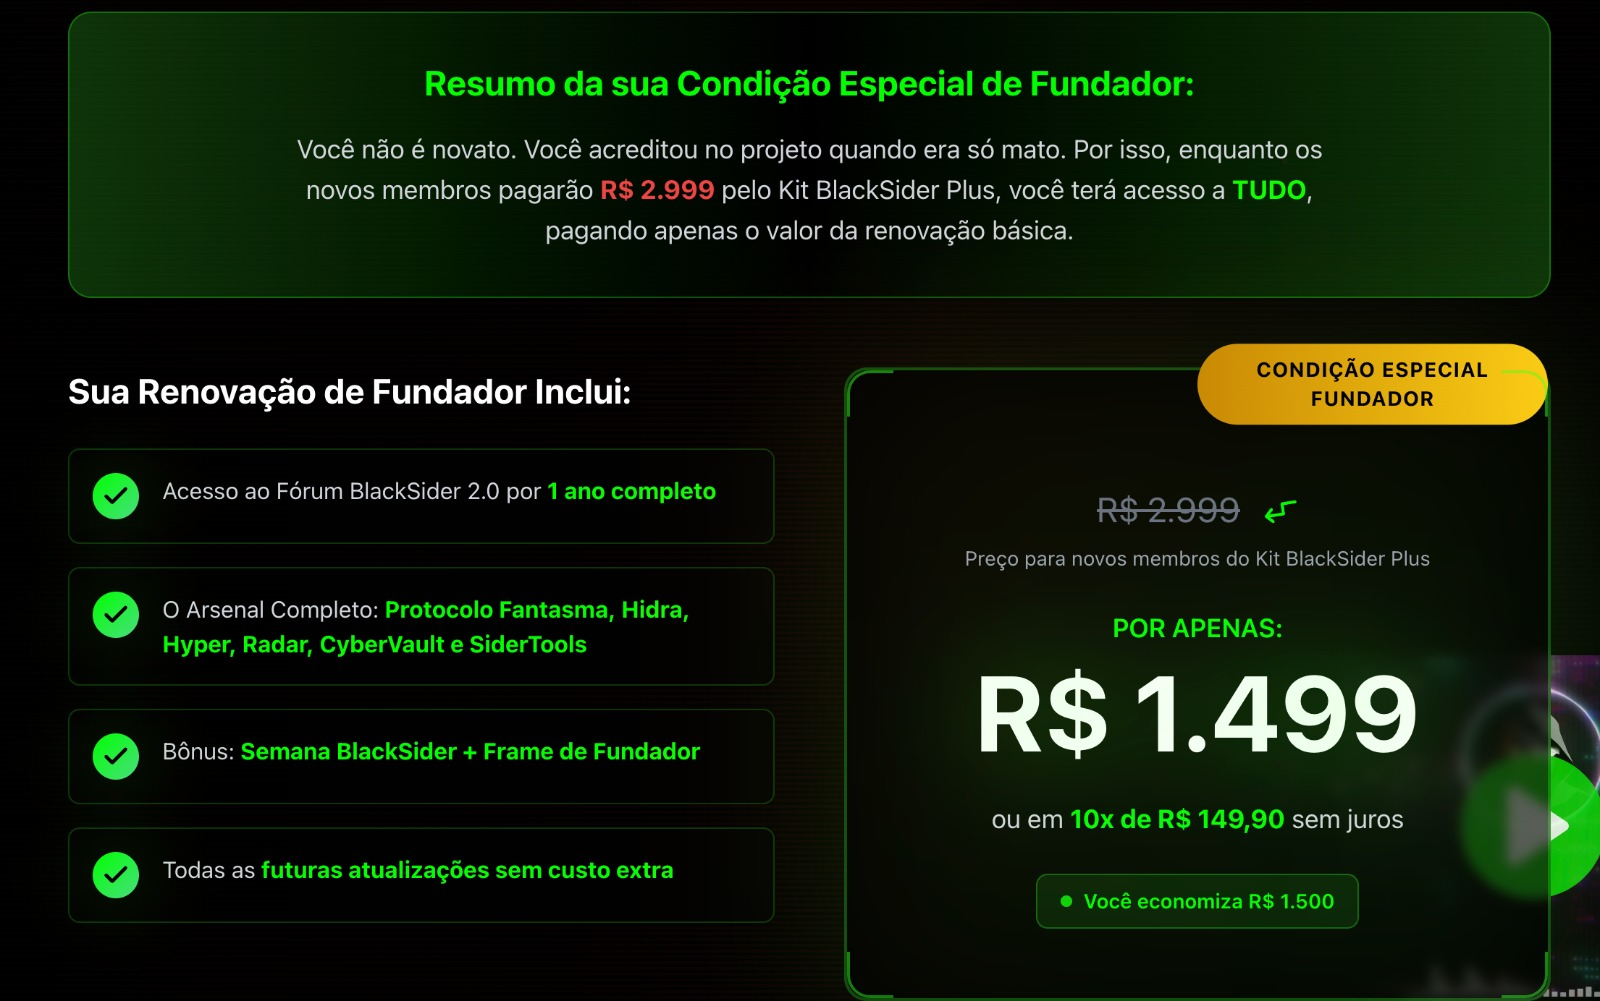 Resumo da sua Condição Especial de Fundador:
Você não é novato. Você acreditou no projeto quando era só mato. Por isso, enquanto os
novos membros pagarão R$ 2.999 pelo Kit BlackSider Plus, você terá acesso a TUDO,
pagando apenas o valor da renovação básica.
Sua Renovação de Fundador Inclui:
Acesso ao Fórum BlackSider 2.0 por 1 ano completo
O Arsenal Completo: Protocolo Fantasma, Hidra,
Hyper, Radar, CyberVault e SiderTools
Bônus: Semana BlackSider + Frame de Fundador
Todas as futuras atualizações sem custo extra
CONDIÇÃO ESPECIAL
FUNDADOR
R$ 2.999
Preço para novos membros do Kit BlackSider Plus
POR APENAS:
R$ 1.499
ou em 10x de R$ 149,90 sem juros
Você economiza R$ 1.500